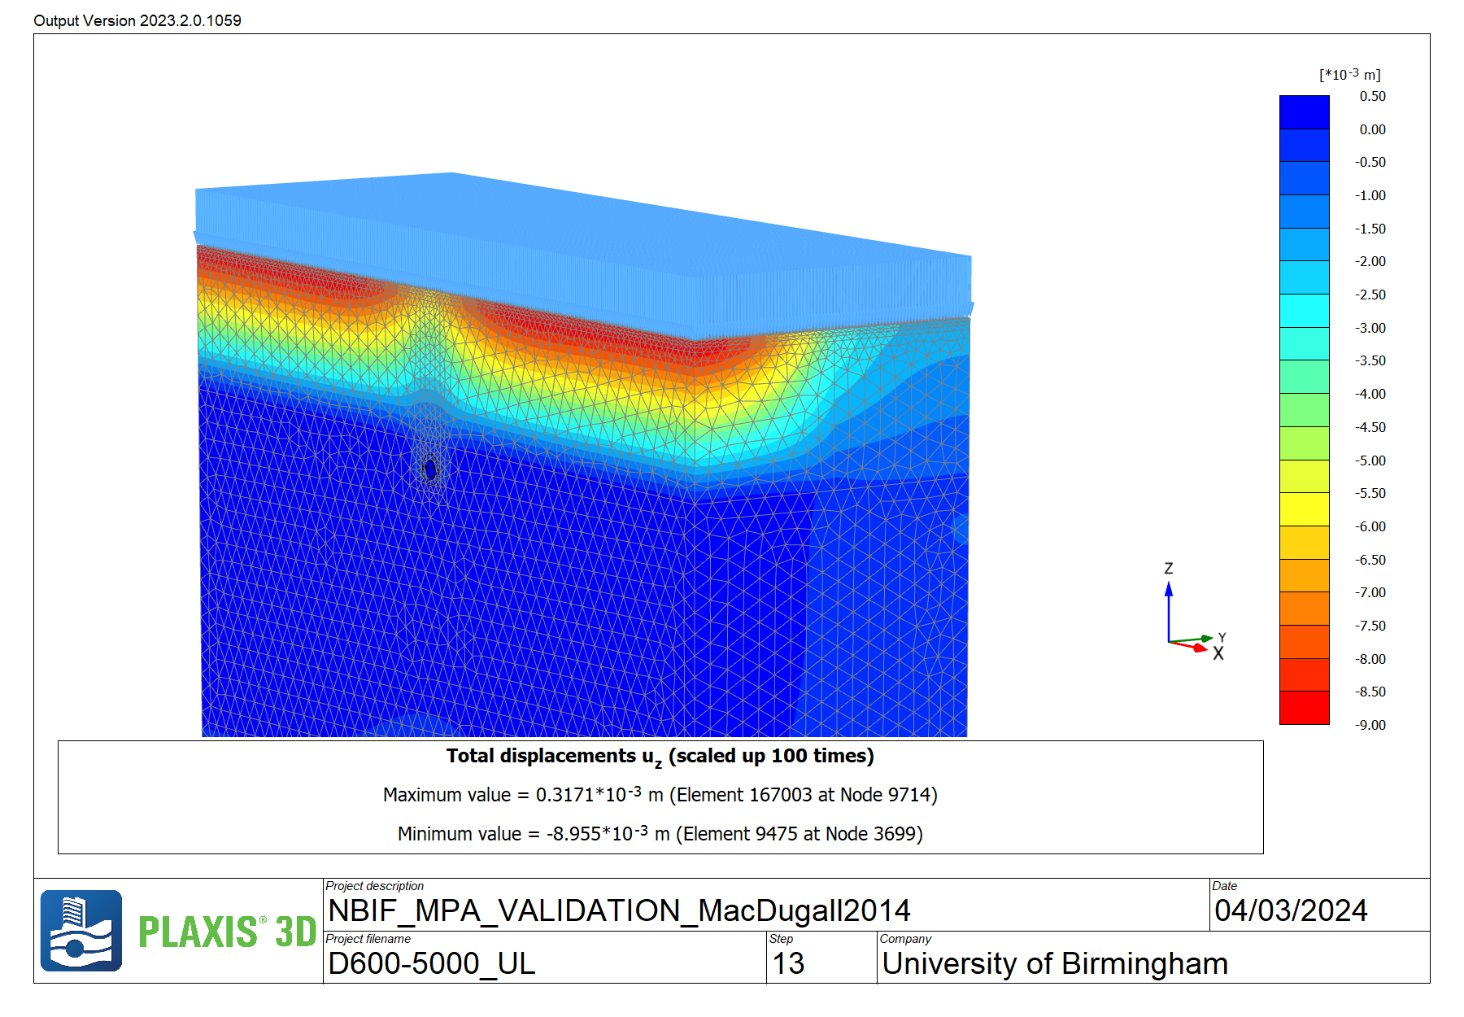 Output Version 2023.2.0.1059
[*10-3 m]
0.50
0.00
-0.50
-1.00
-1.50
-2.00
-2.50
-3.00
-3.50
-4.00
-4.50
-5.00
-5.50
-6.00
-6.50
-7.00
-7.50
-8.00
-8.50
-9.00
Z
Y
X
Total displacements uz (scaled up 100 times)
Maximum value = 0.3171*10-3 m (Element 167003 at Node 9714)
Minimum value = -8.955*10-3 m (Element 9475 at Node 3699)
PLAXIS® 3D
Project description
NBIF_MPA_VALIDATION_MacDugall2014
Date
04/03/2024
Project filename
D600-5000_UL
Step
13
Company
University of Birmingham